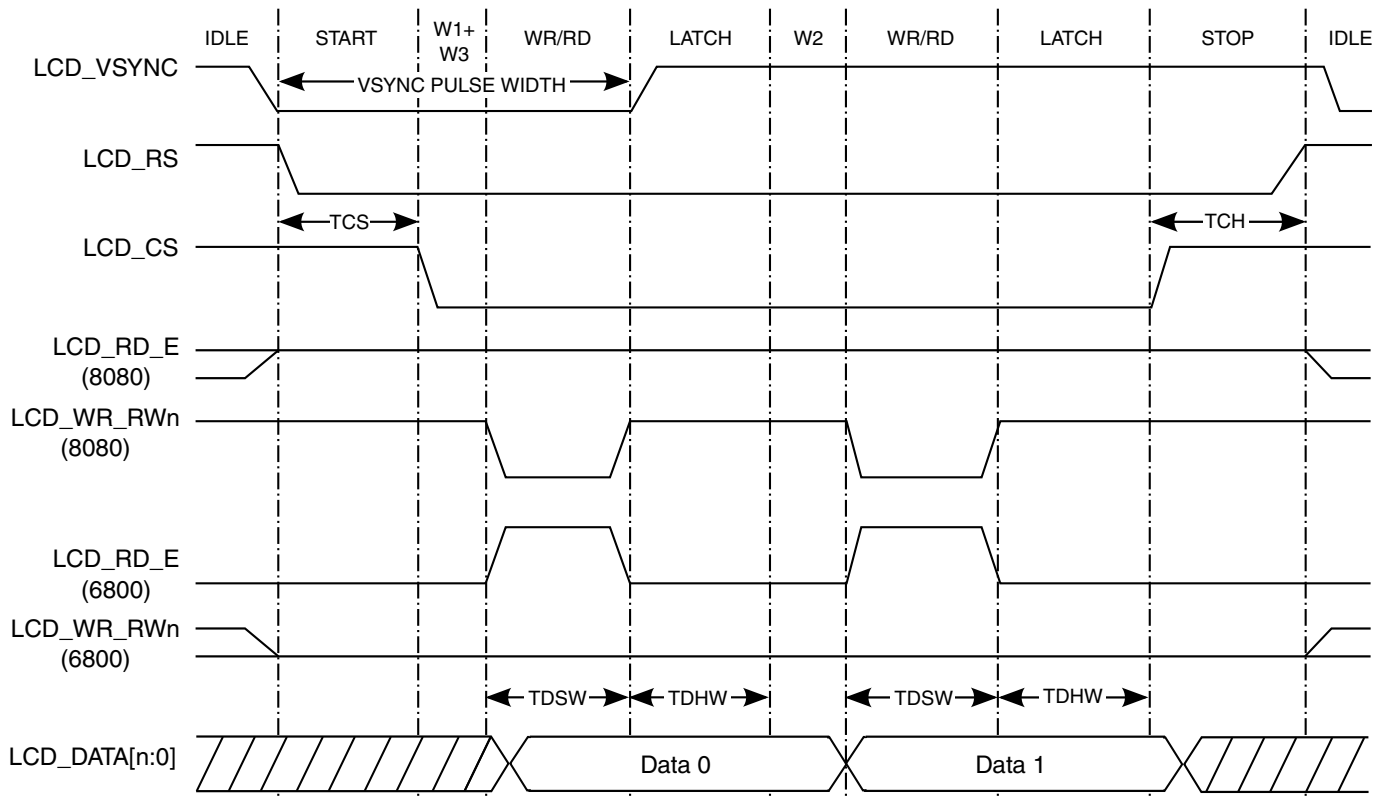 IDLE START W1+ WR/RD LATCH W2 WR/RD LATCH STOP IDLE
W3
LCD_VSYNC
VSYNC PULSE WIDTH
LCD_RS
TCS TCH
LCD_CS
LCD_RD_E
(8080)
LCD_WR_RWn
(8080)
LCD_RD_E
(6800)
LCD_WR_RWn
(6800)
TDSW TDHW TDSW TDHW
LCD_DATA[n:0] Data 0 Data 1